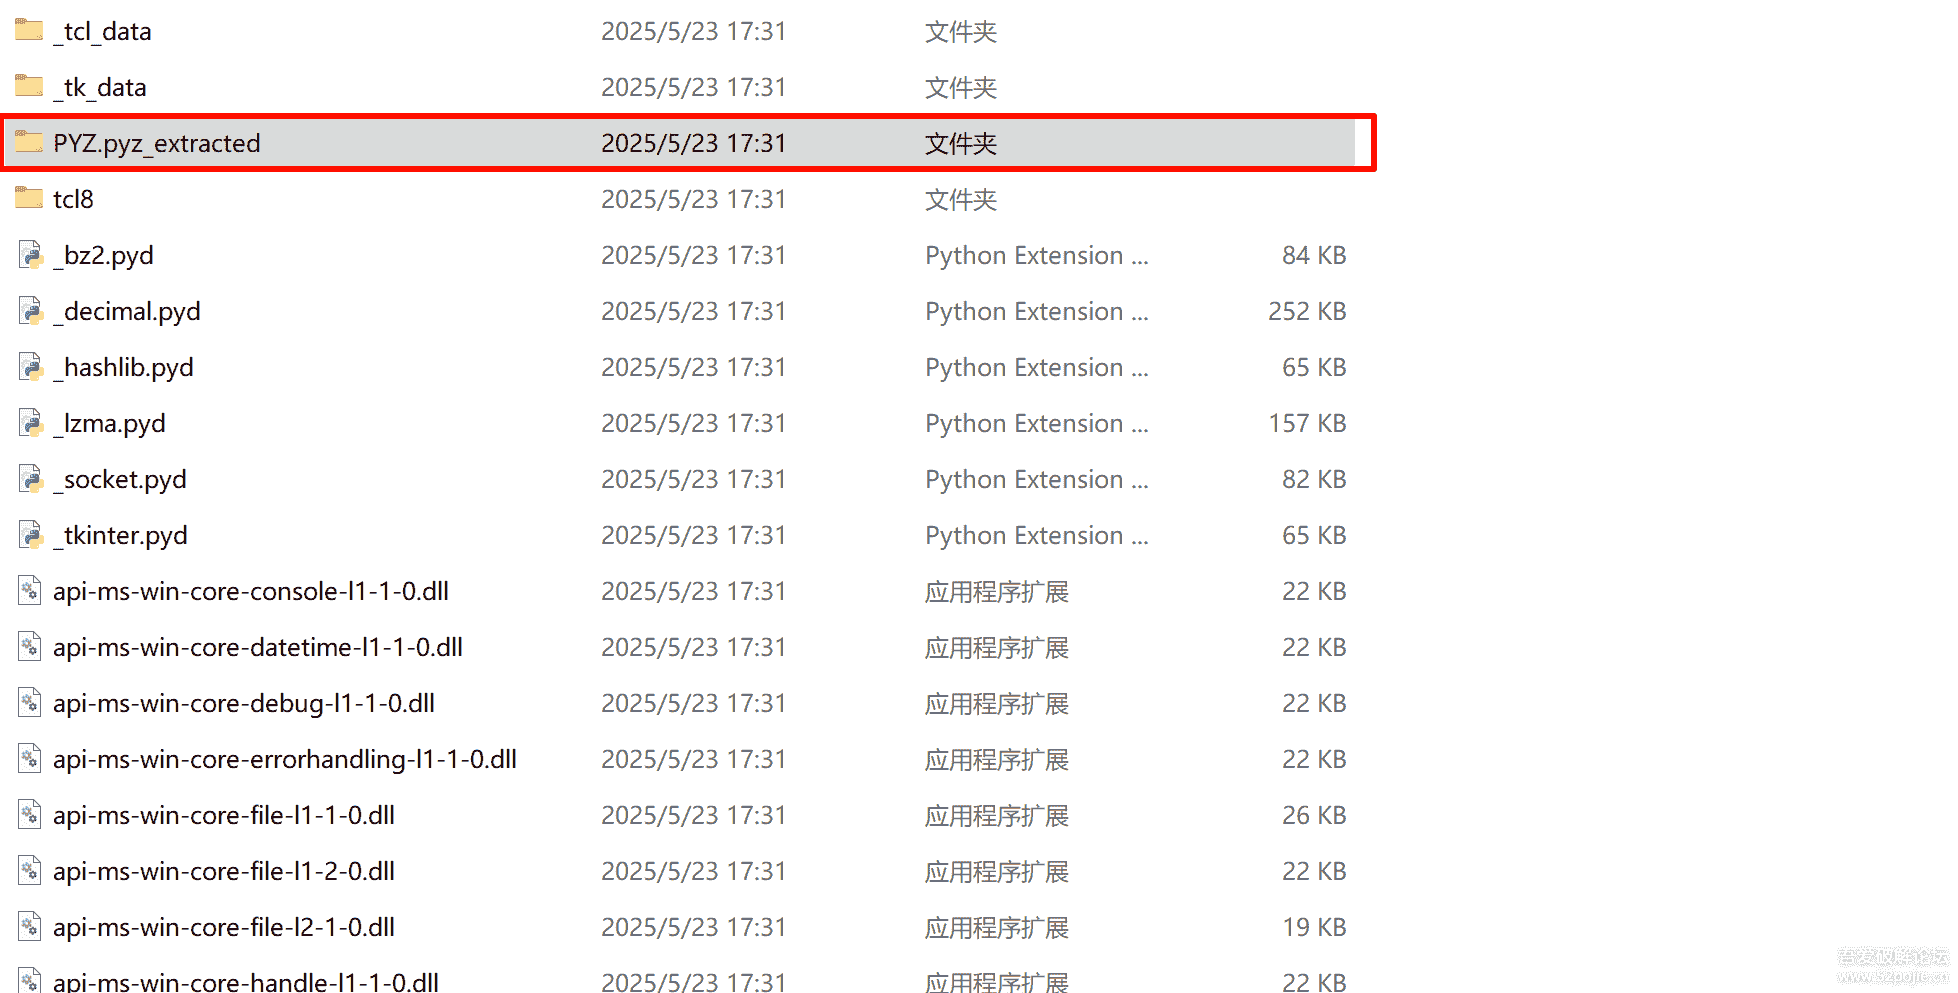 _tcl_data 2025/5/23 17:31 文件夹
_tk_data 2025/5/23 17:31 文件夹
PYZ.pyz_extracted 2025/5/23 17:31 文件夹
tcl8 2025/5/23 17:31 文件夹
_bz2.pyd 2025/5/23 17:31 Python Extension ... 84 KB
_decimal.pyd 2025/5/23 17:31 Python Extension ... 252 KB
_hashlib.pyd 2025/5/23 17:31 Python Extension ... 65 KB
_lzma.pyd 2025/5/23 17:31 Python Extension ... 157 KB
_socket.pyd 2025/5/23 17:31 Python Extension ... 82 KB
_tkinter.pyd 2025/5/23 17:31 Python Extension ... 65 KB
api-ms-win-core-console-l1-1-0.dll 2025/5/23 17:31 应用程序扩展 22 KB
api-ms-win-core-datetime-l1-1-0.dll 2025/5/23 17:31 应用程序扩展 22 KB
api-ms-win-core-debug-l1-1-0.dll 2025/5/23 17:31 应用程序扩展 22 KB
api-ms-win-core-errorhandling-l1-1-0.dll 2025/5/23 17:31 应用程序扩展 22 KB
api-ms-win-core-file-l1-1-0.dll 2025/5/23 17:31 应用程序扩展 26 KB
api-ms-win-core-file-l1-2-0.dll 2025/5/23 17:31 应用程序扩展 22 KB
api-ms-win-core-file-l2-1-0.dll 2025/5/23 17:31 应用程序扩展 19 KB
api-ms-win-core-handle-l1-1-0.dll 2025/5/23 17:31 应用程序扩展 22 KB
吾爱破解论坛
www.52pojie.cn